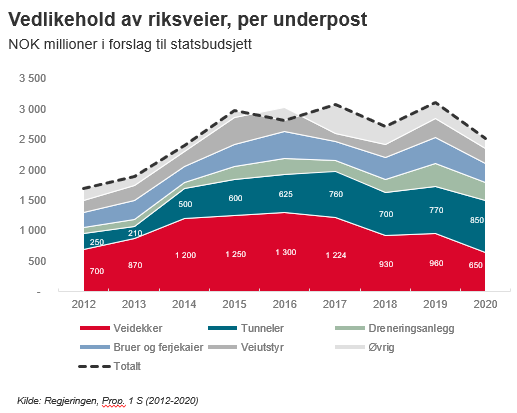 Vedlikehold av riksveier, per underpost
NOK millioner i forslag til statsbudsjett
3 500
3 000
2 500
2 000
1 500
1 000
500
-
250 210 500 600 625 760 700 770 850
700 870 1 200 1 250 1 300 1 224 930 960 650
2012 2013 2014 2015 2016 2017 2018 2019 2020
Veidekker Tunneler Dreneringsanlegg
Bruer og ferjekaier Veiutstyr Øvrig
Totalt
Kilde: Regjeringen, Prop. 1 S (2012-2020)